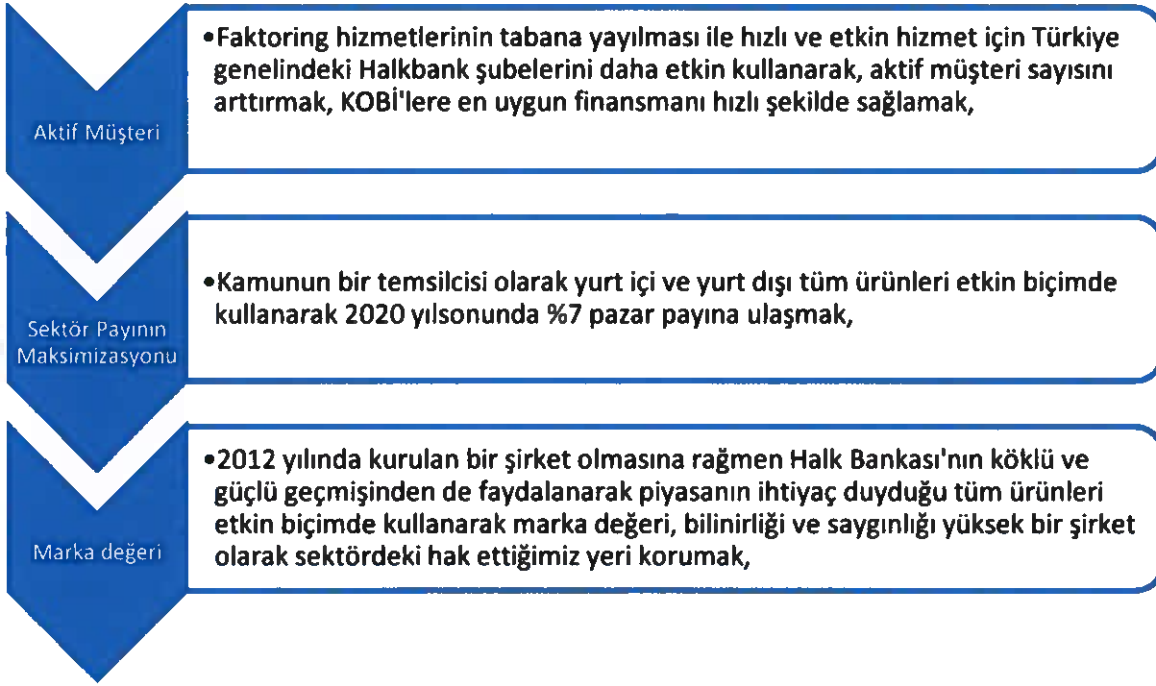 Aktif Müşteri
•Faktoring hizmetlerinin tabana yayılması ile hızlı ve etkin hizmet için Türkiye
genelindeki Halkbank şubelerini daha etkin kullanarak, aktif müşteri sayısını
arttırmak, KOBİ'lere en uygun finansmanı hızlı şekilde sağlamak,
Sektör Payının
Maksimizasyonu
•Kamunun bir temsilcisi olarak yurt içi ve yurt dışı tüm ürünleri etkin biçimde
kullanarak 2020 yılsonunda %7 pazar payına ulaşmak,
Marka değeri
•2012 yılında kurulan bir şirket olmasına rağmen Halk Bankası'nın köklü ve
güçlü geçmişinden de faydalanarak piyasanın ihtiyaç duyduğu tüm ürünleri
etkin biçimde kullanarak marka değeri, bilinirliği ve saygınlığı yüksek bir şirket
olarak sektördeki hak ettiğimiz yeri korumak,